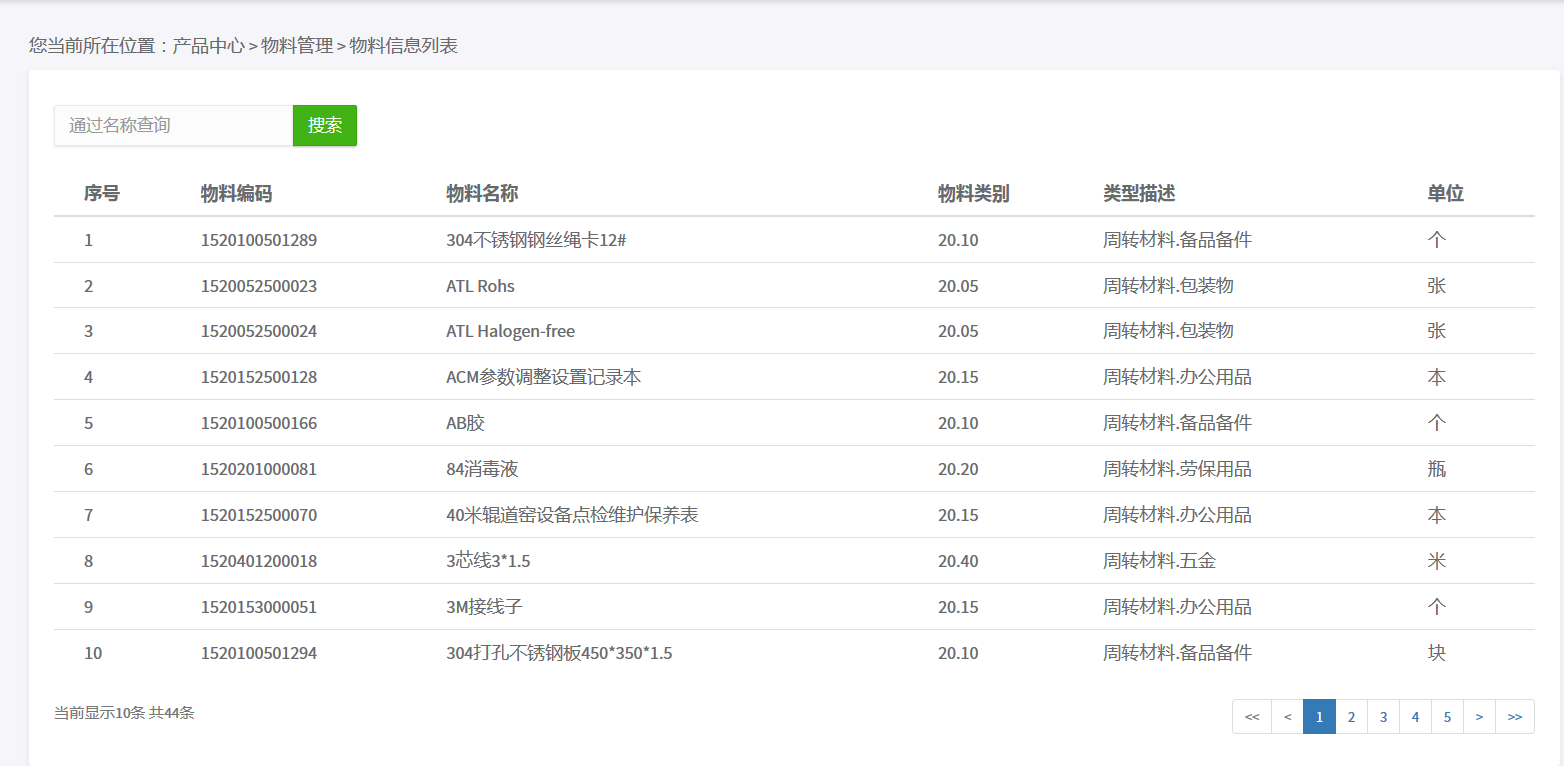 您当前所在位置：产品中心 > 物料管理 > 物料信息列表
通过名称查询 搜索
序号 物料编码 物料名称 物料类别 类型描述 单位
1 1520100501289 304不锈钢钢丝绳卡12# 20.10 周转材料.备品备件 个
2 1520052500023 ATL Rohs 20.05 周转材料.包装物 张
3 1520052500024 ATL Halogen-free 20.05 周转材料.包装物 张
4 1520152500128 ACM参数调整设置记录本 20.15 周转材料.办公用品 本
5 1520100500166 AB胶 20.10 周转材料.备品备件 个
6 1520201000081 84消毒液 20.20 周转材料.劳保用品 瓶
7 1520152500070 40米辊道窑设备点检维护保养表 20.15 周转材料.办公用品 本
8 1520401200018 3芯线3*1.5 20.40 周转材料.五金 米
9 1520153000051 3M接线子 20.15 周转材料.办公用品 个
10 1520100501294 304打孔不锈钢板450*350*1.5 20.10 周转材料.备品备件 块
当前显示10条 共44条 << < 1 2 3 4 5 > >>